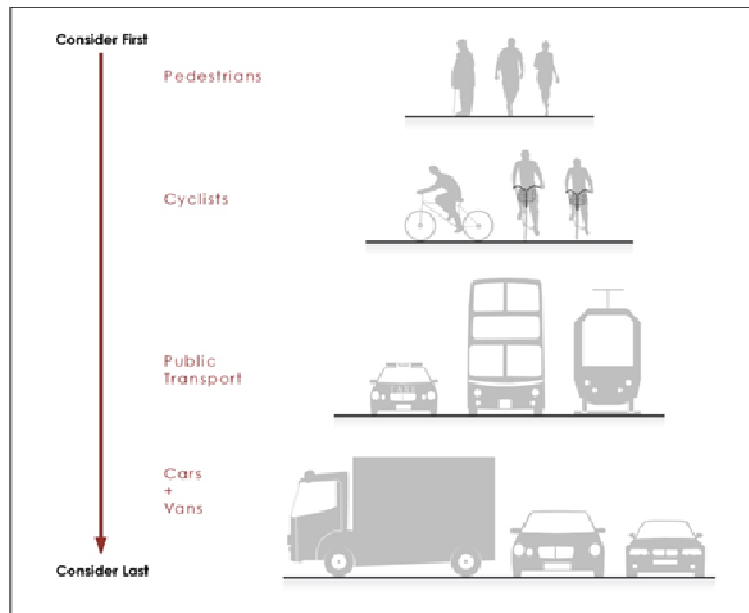 Consider First
Pedestrians
Cyclists
Public
Transport
Cars
+
Vans
Consider Last